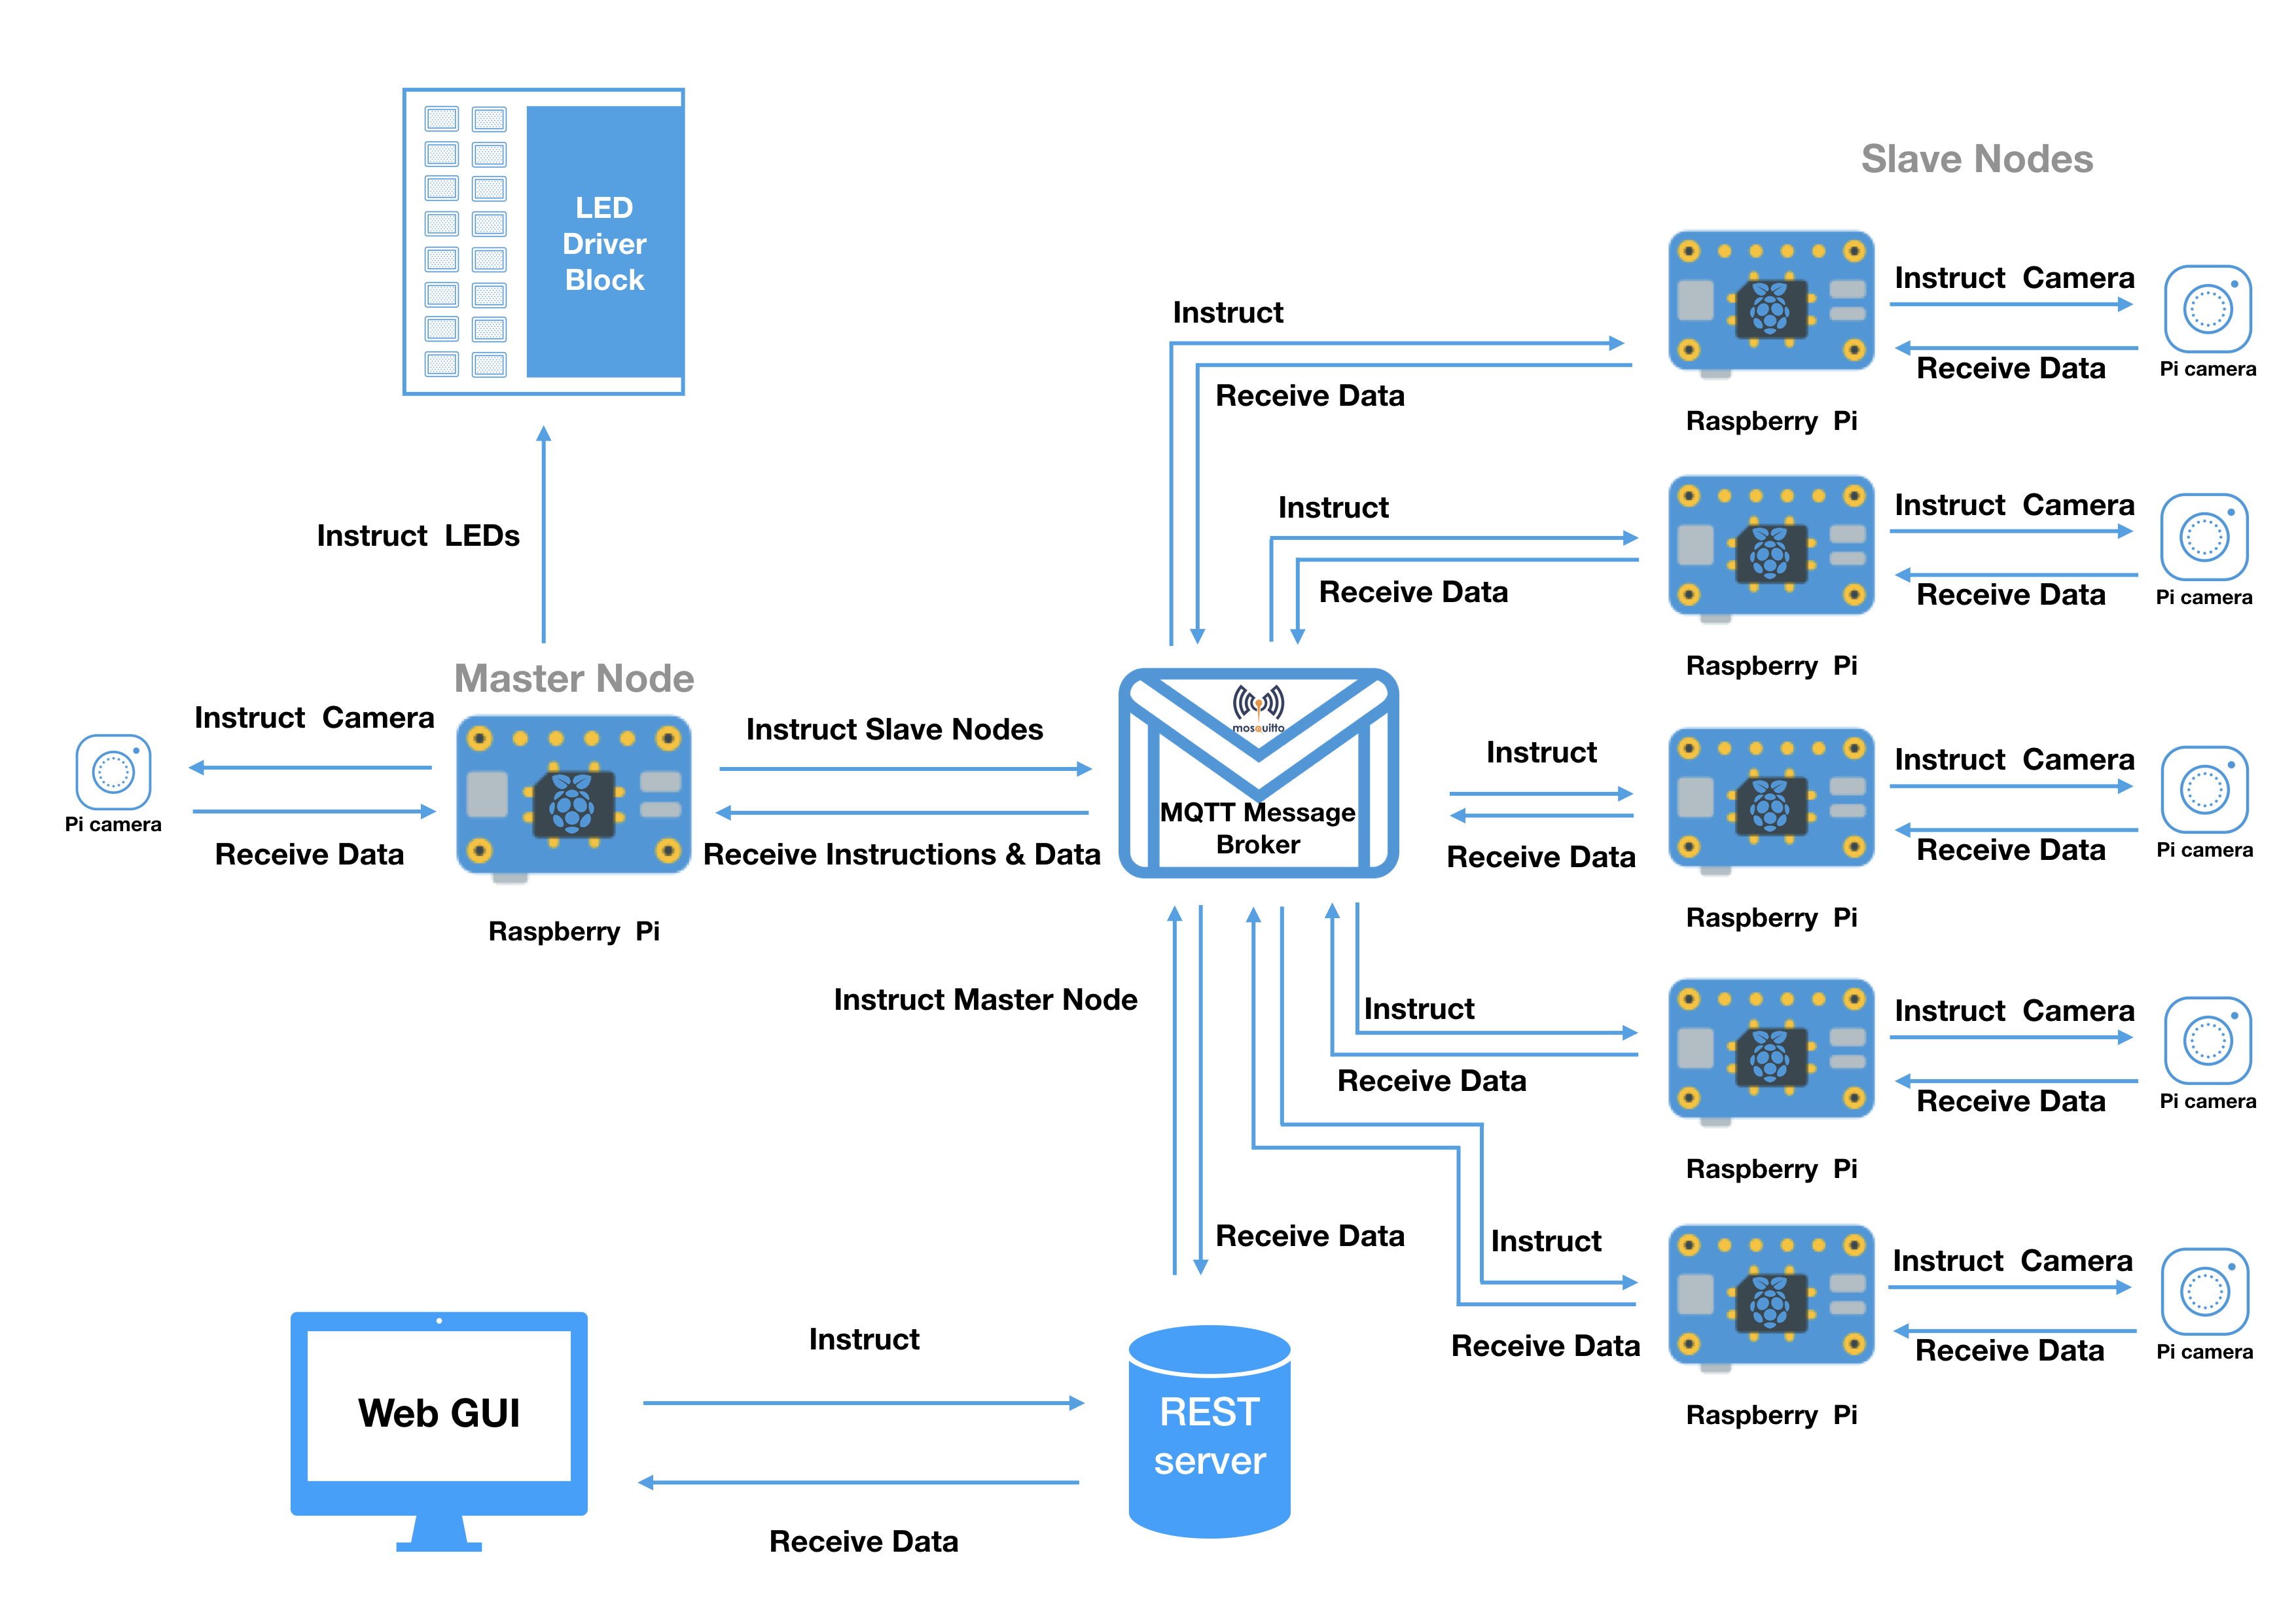 LED
Driver
Block
Slave Nodes
Instruct Camera
Receive Data
Pi camera
Raspberry Pi
Instruct
Receive Data
Instruct Camera
Receive Data
Pi camera
Raspberry Pi
Instruct
Receive Data
Instruct LEDs
Master Node
Instruct Camera
Receive Data
Pi camera
Raspberry Pi
Instruct Slave Nodes
Receive Instructions & Data
mosquitto
MQTT Message
Broker
Instruct
Receive Data
Instruct Camera
Receive Data
Pi camera
Raspberry Pi
Instruct Master Node
Receive Data
Instruct
Receive Data
Instruct Camera
Receive Data
Pi camera
Raspberry Pi
Instruct
Receive Data
Instruct Camera
Receive Data
Pi camera
Raspberry Pi
Web GUI
Instruct
Receive Data
REST
server